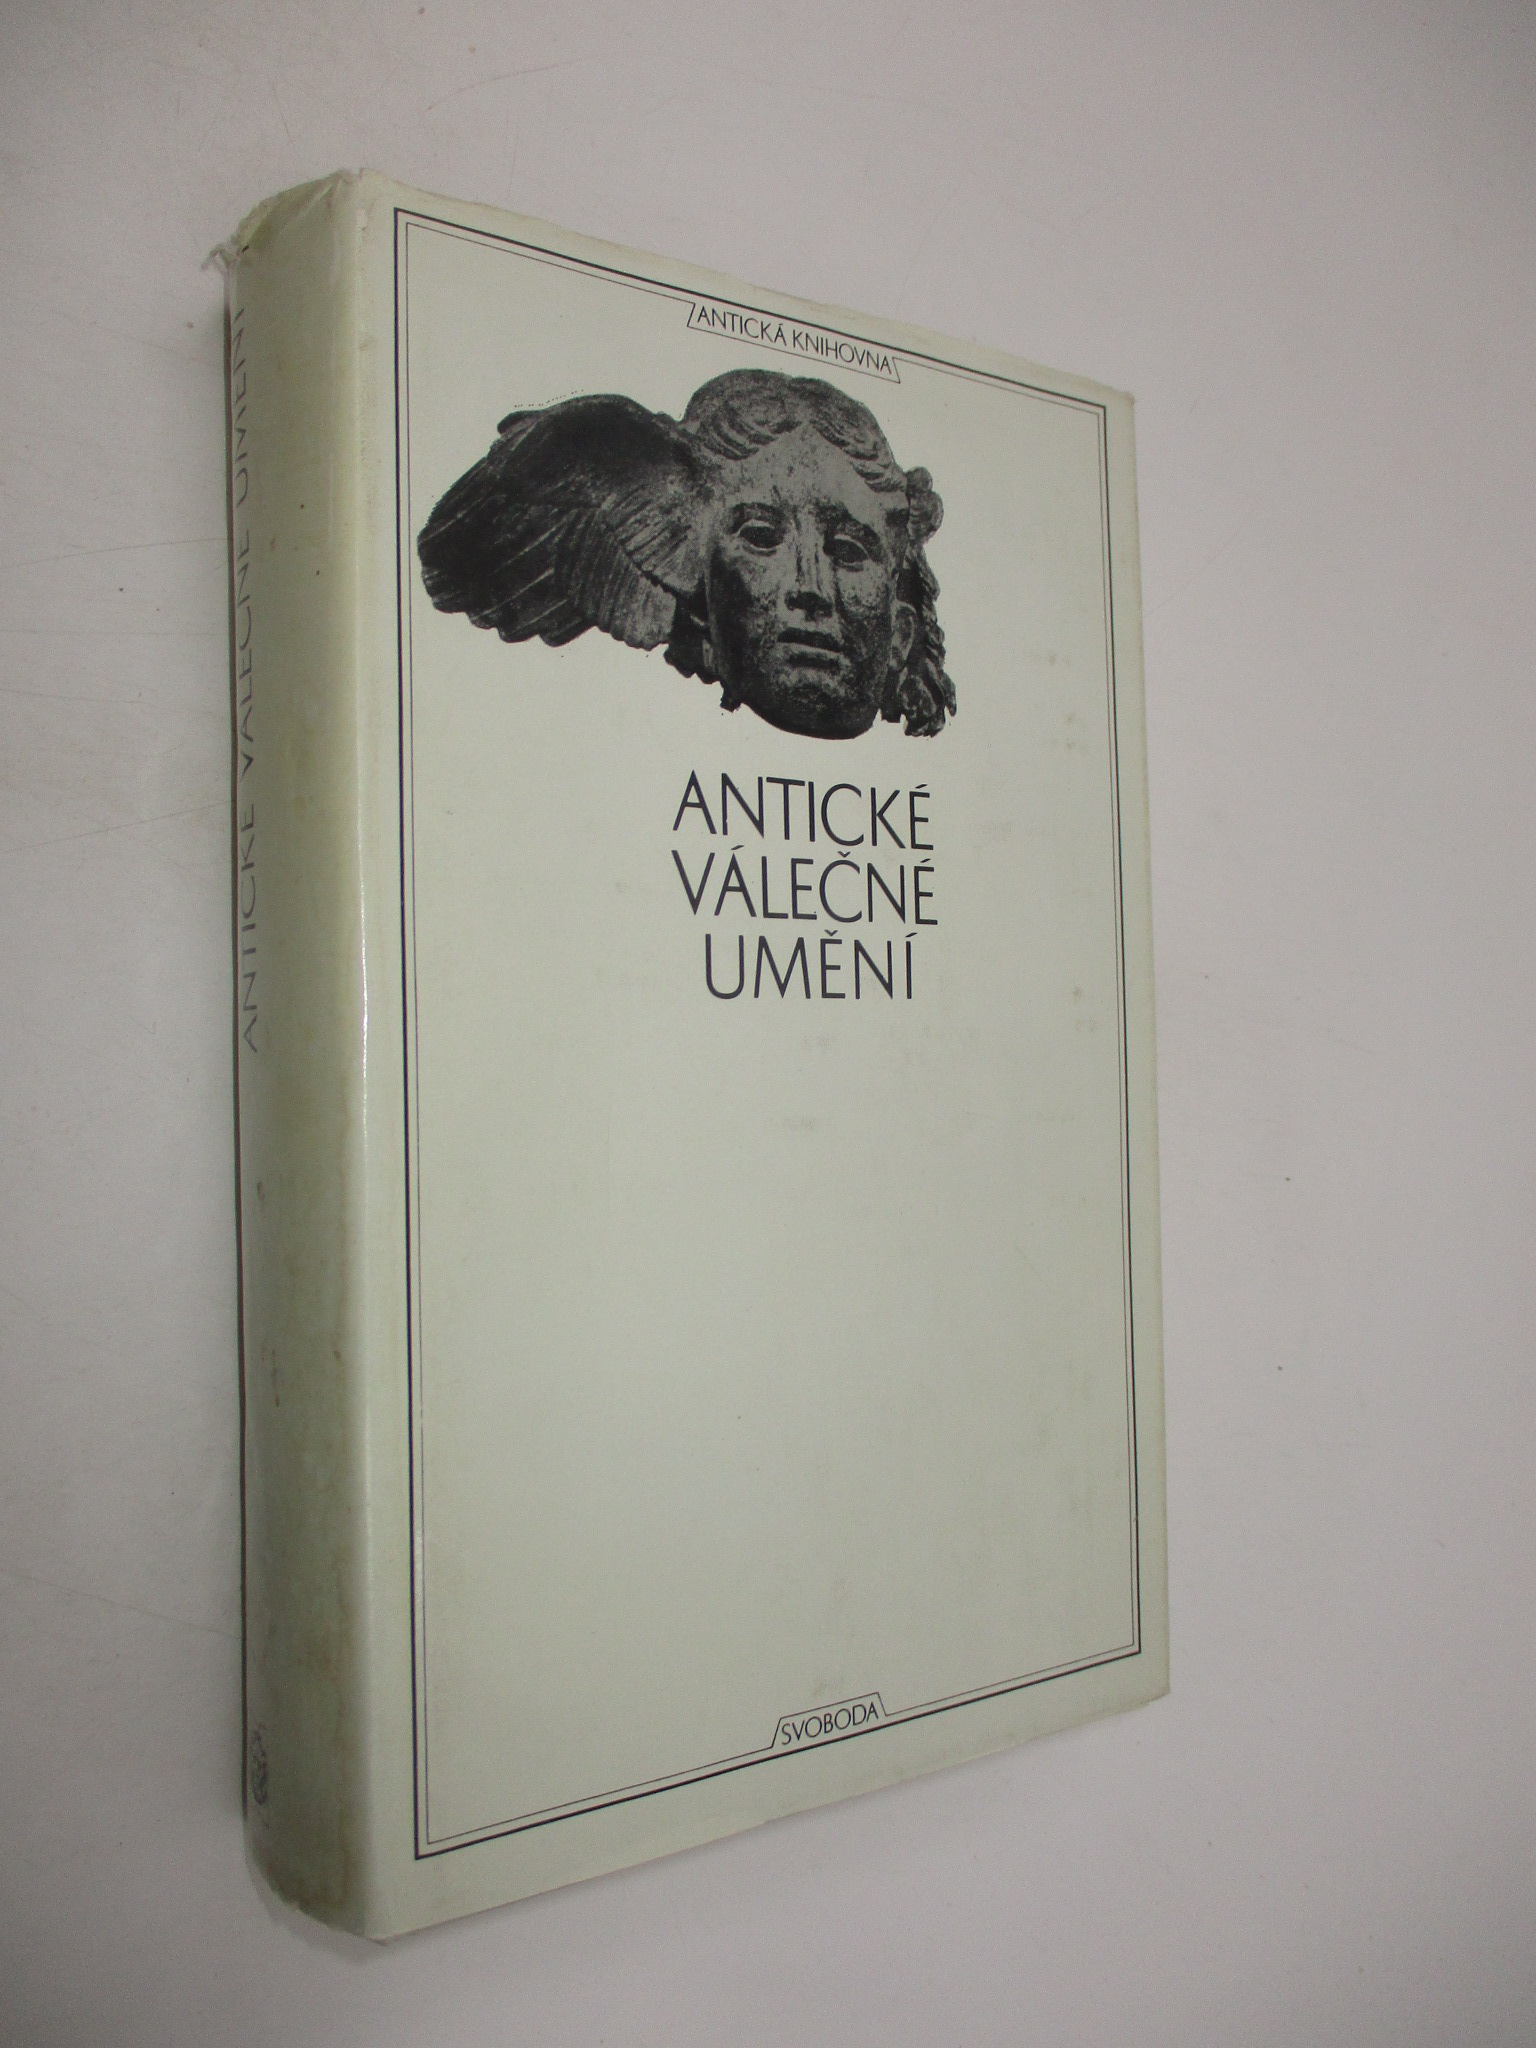 ANTICKÁ KNIHOVNA
ANTICKÉ
VÁLEČNÉ
UMĚNÍ
SVOBODA
ANTICKÉ VÁLEČNÉ UMĚNÍ